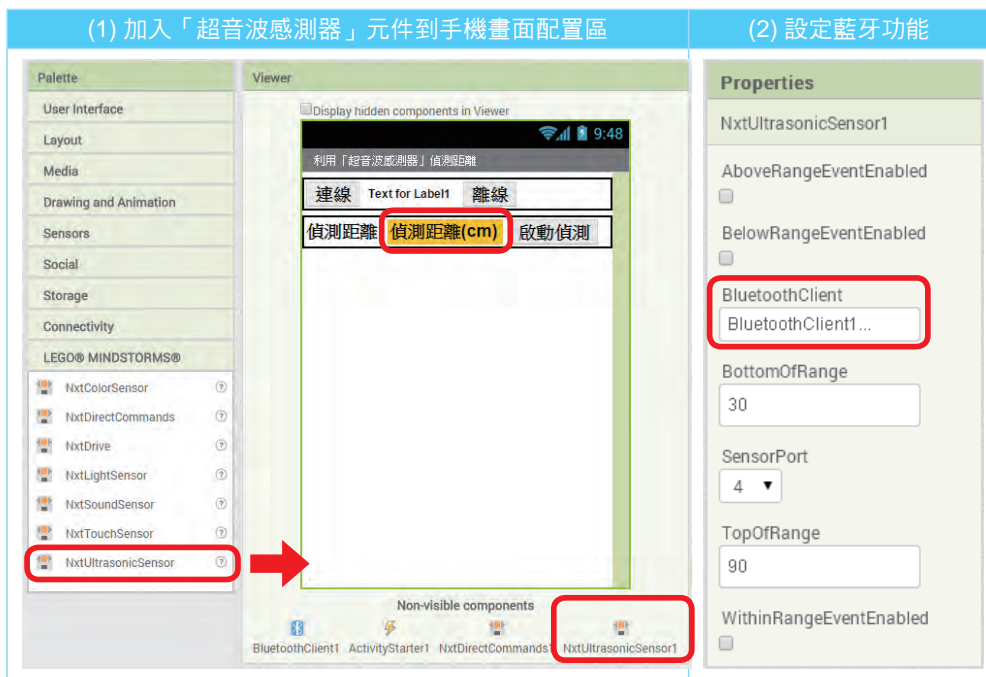 (1) 加入「超音波感測器」元件到手機畫面配置區
(2) 設定藍牙功能
Palette
User Interface
Layout
Media
Drawing and Animation
Sensors
Social
Storage
Connectivity
LEGO® MINDSTORMS®
NxtColorSensor
NxtDirectCommands
NxtDrive
NxtLightSensor
NxtSoundSensor
NxtTouchSensor
NxtUltrasonicSensor
Viewer
Display hidden components in Viewer
9:48
利用「超音波感測器」偵測距離
連線 Text for Label1 離線
偵測距離 偵測距離(cm) 啟動偵測
Non-visible components
BluetoothClient1 ActivityStarter1 NxtDirectCommands1 NxtUltrasonicSensor1
Properties
NxtUltrasonicSensor1
AboveRangeEventEnabled
BelowRangeEventEnabled
BluetoothClient
BluetoothClient1...
BottomOfRange
30
SensorPort
4
TopOfRange
90
WithinRangeEventEnabled